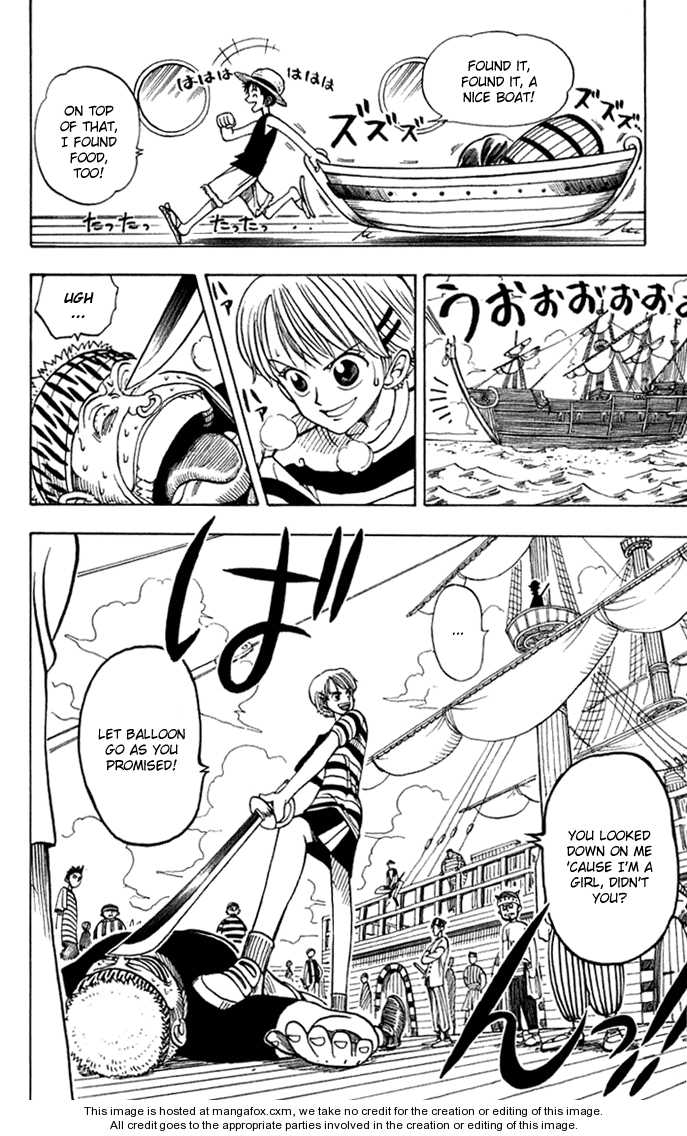 FOUND IT,
FOUND IT, A
NICE BOAT!
ははは
ははは
ズズズズ
ズズズ
ON TOP
OF THAT,
I FOUND
FOOD,
TOO!
たったっ
たったっ
うおおおおおお
ハァ
ハァ
UGH
...
ば
...
LET BALLOON
GO AS YOU
PROMISED!
YOU LOOKED
DOWN ON ME
'CAUSE I'M A
GIRL, DIDN'T
YOU?
んっ!!
This image is hosted at mangafox.cxm, we take no credit for the creation or editing of this image.
All credit goes to the appropriate parties involved in the creation or editing of this image.